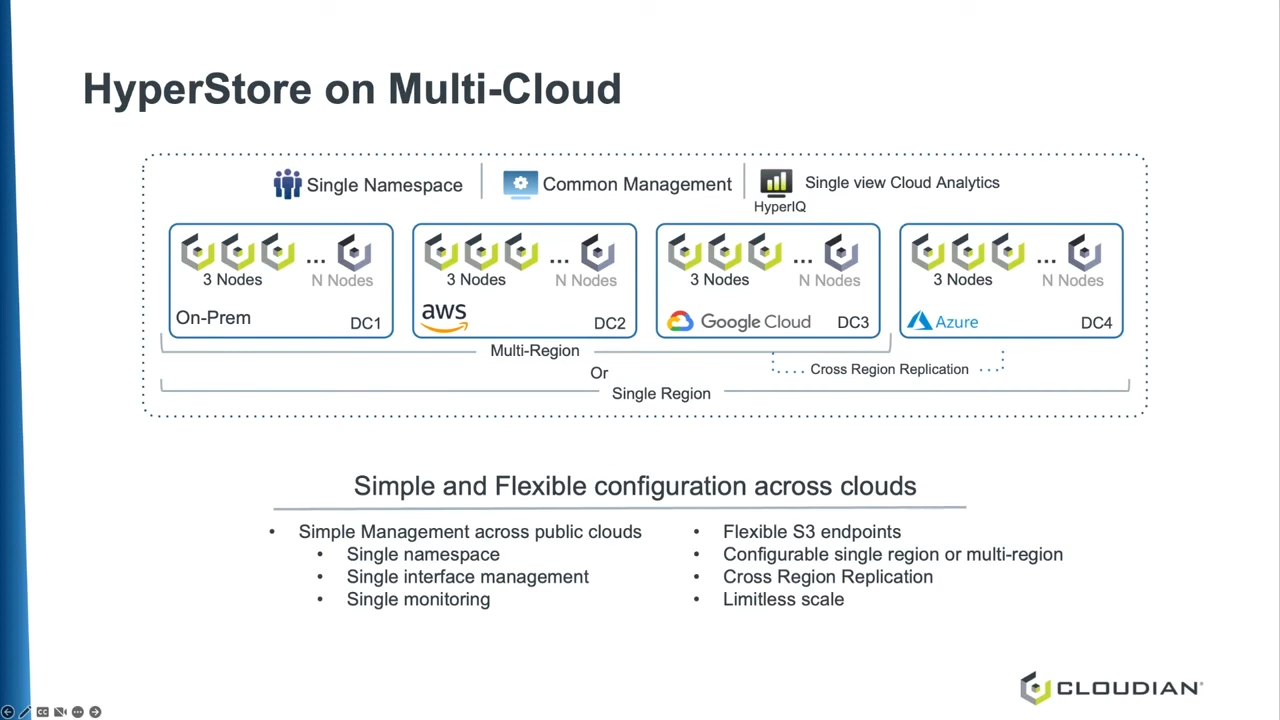 HyperStore on Multi-Cloud
Single Namespace
Common Management
Single view Cloud Analytics
HyperIQ
...
3 Nodes
N Nodes
On-Prem
DC1
...
3 Nodes
N Nodes
aws
DC2
...
3 Nodes
N Nodes
Google Cloud
DC3
...
3 Nodes
N Nodes
Azure
DC4
Multi-Region
Or
Cross Region Replication
Single Region
Simple and Flexible configuration across clouds
• Simple Management across public clouds
• Single namespace
• Single interface management
• Single monitoring
• Flexible S3 endpoints
• Configurable single region or multi-region
• Cross Region Replication
• Limitless scale
CLOUDIAN
CC